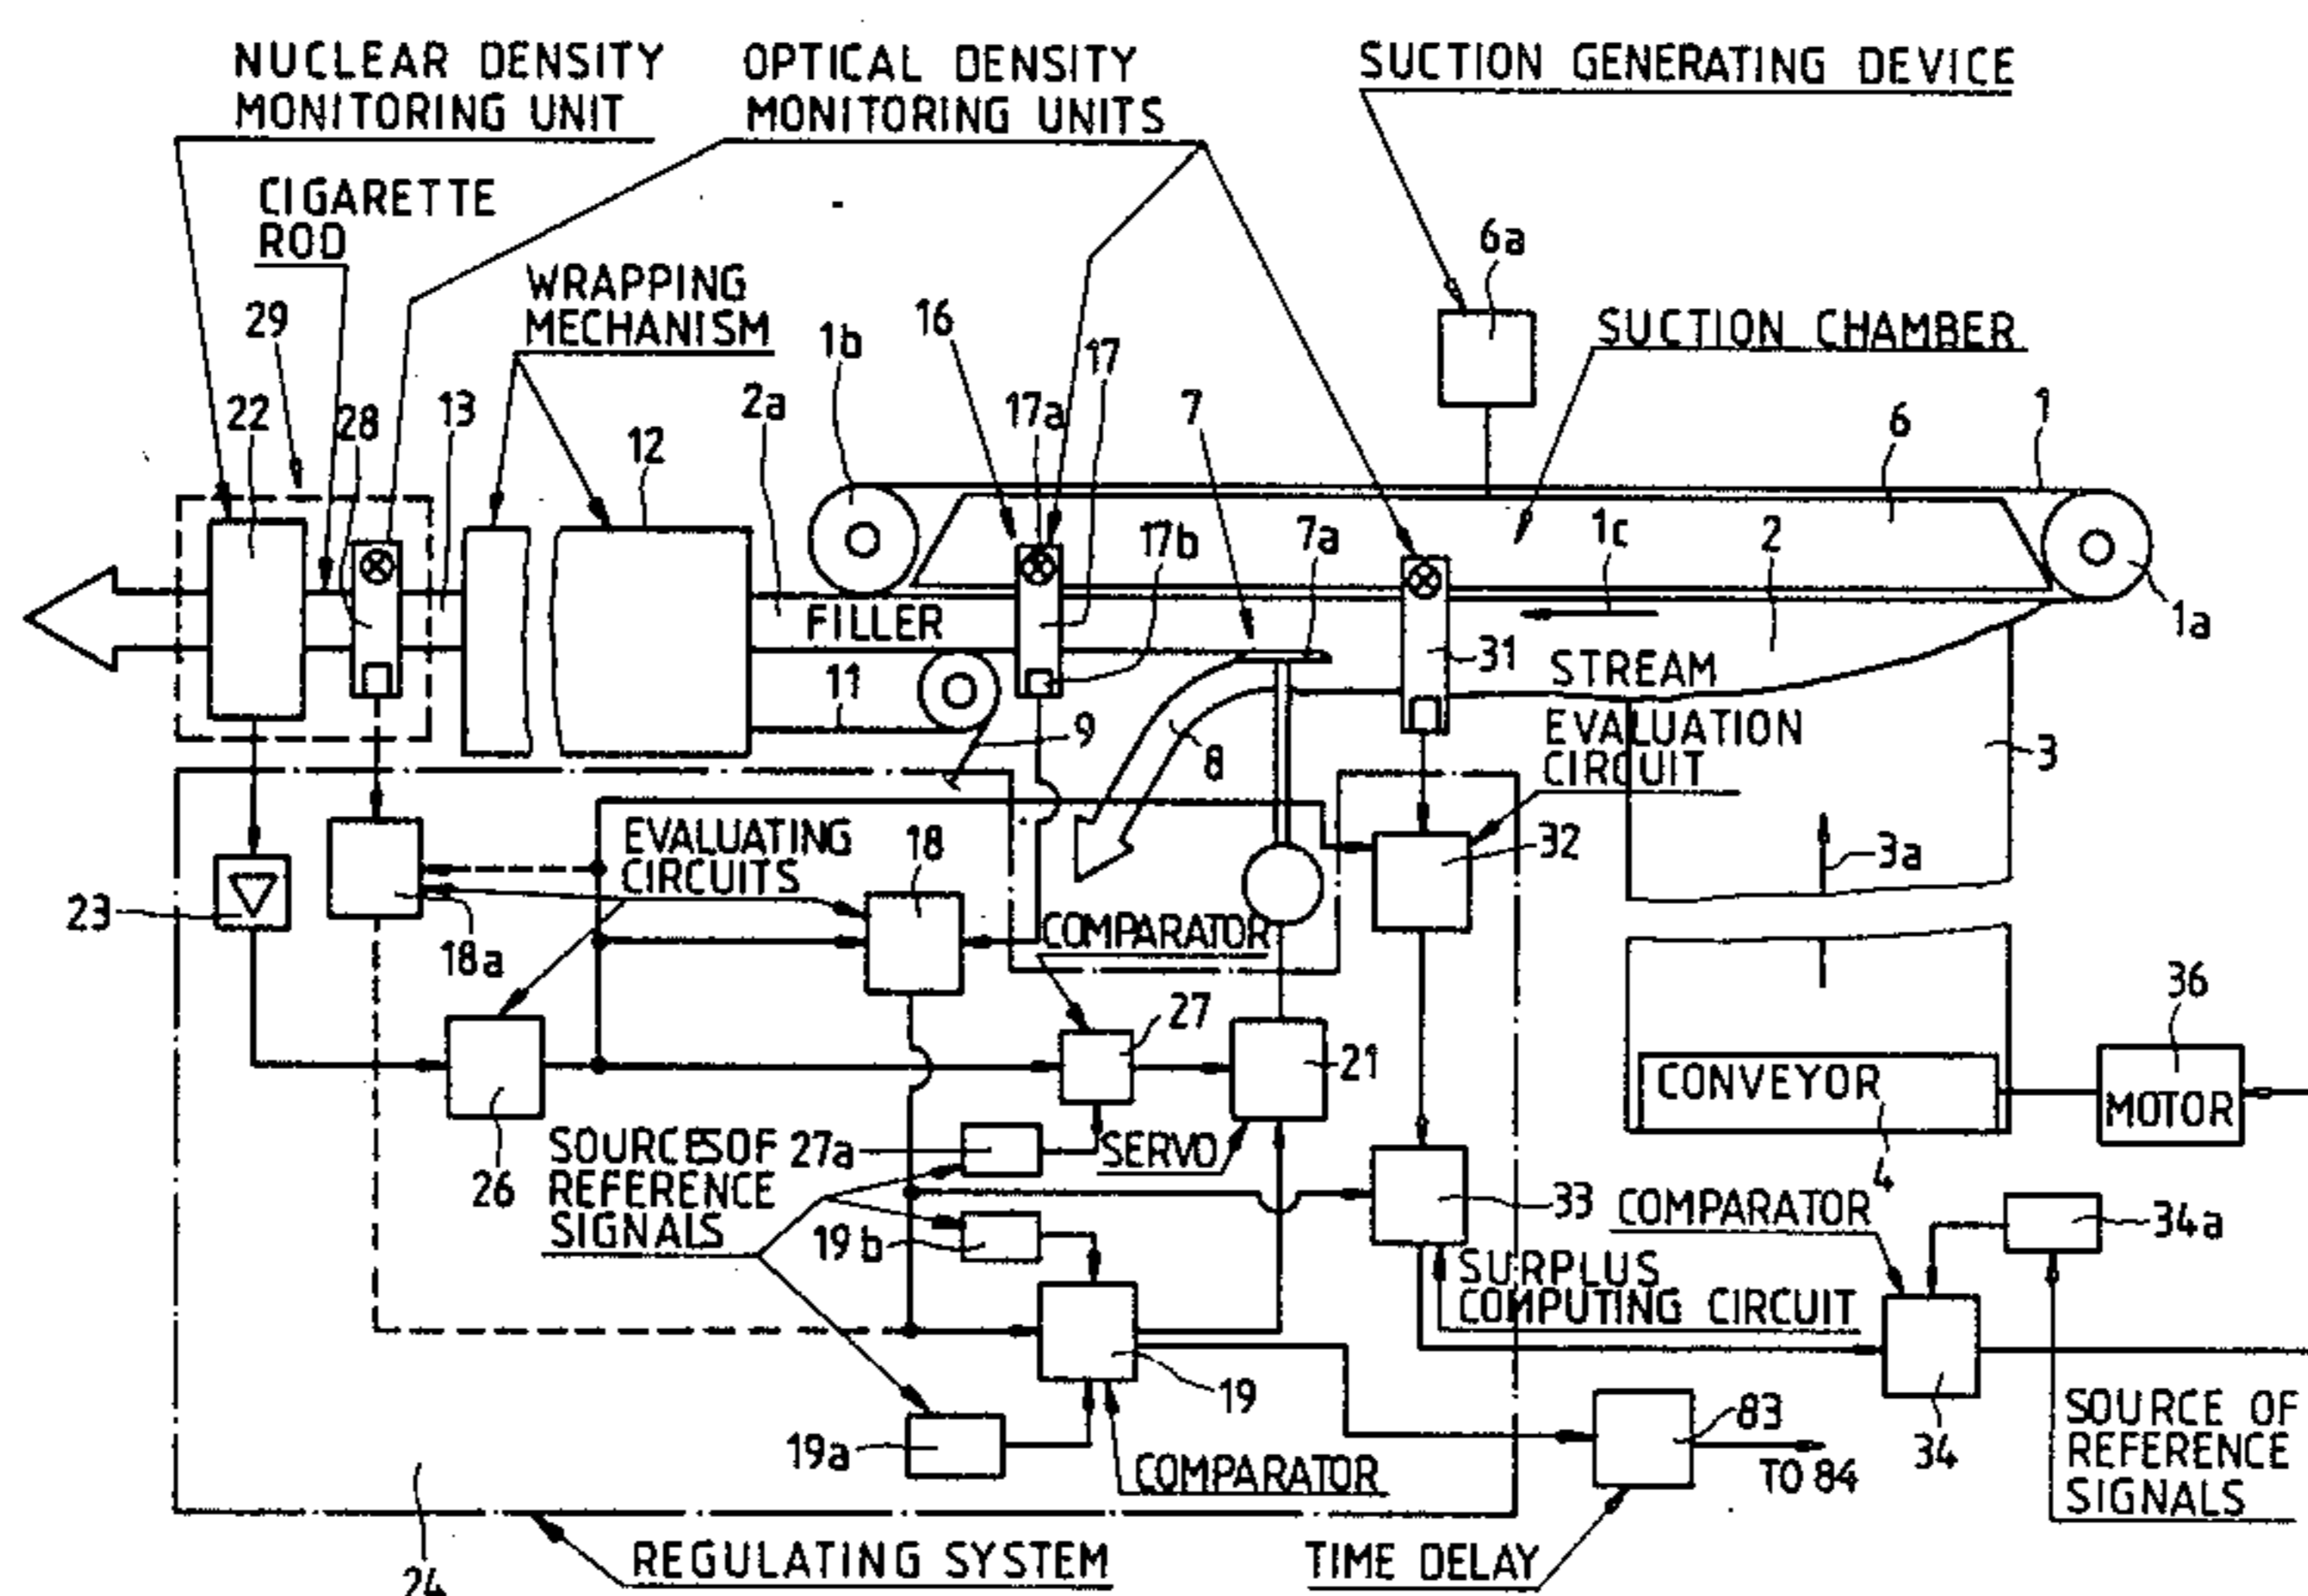 NUCLEAR DENSITY
MONITORING UNIT
OPTICAL DENSITY
MONITORING UNITS
SUCTION GENERATING DEVICE
CIGARETTE
ROD
WRAPPING
MECHANISM
SUCTION CHAMBER
6a
29
1b
16
17
22
28
13
2a
17a
7
6
1
12
17b
7a
1c
2
1a
FILLER
31
STREAM
11
9
8
EVALUATION
CIRCUIT
3
EVALUATING
CIRCUITS
18
32
3a
23
18a
COMPARATOR
27
21
36
MOTOR
CONVEYOR
4
26
SOURCES OF
REFERENCE
SIGNALS
27a
SERVO
33
COMPARATOR
34a
19b
SURPLUS
COMPUTING CIRCUIT
19
83
34
SOURCE OF
REFERENCE
SIGNALS
19a
COMPARATOR
TO 84
24
REGULATING SYSTEM
TIME DELAY